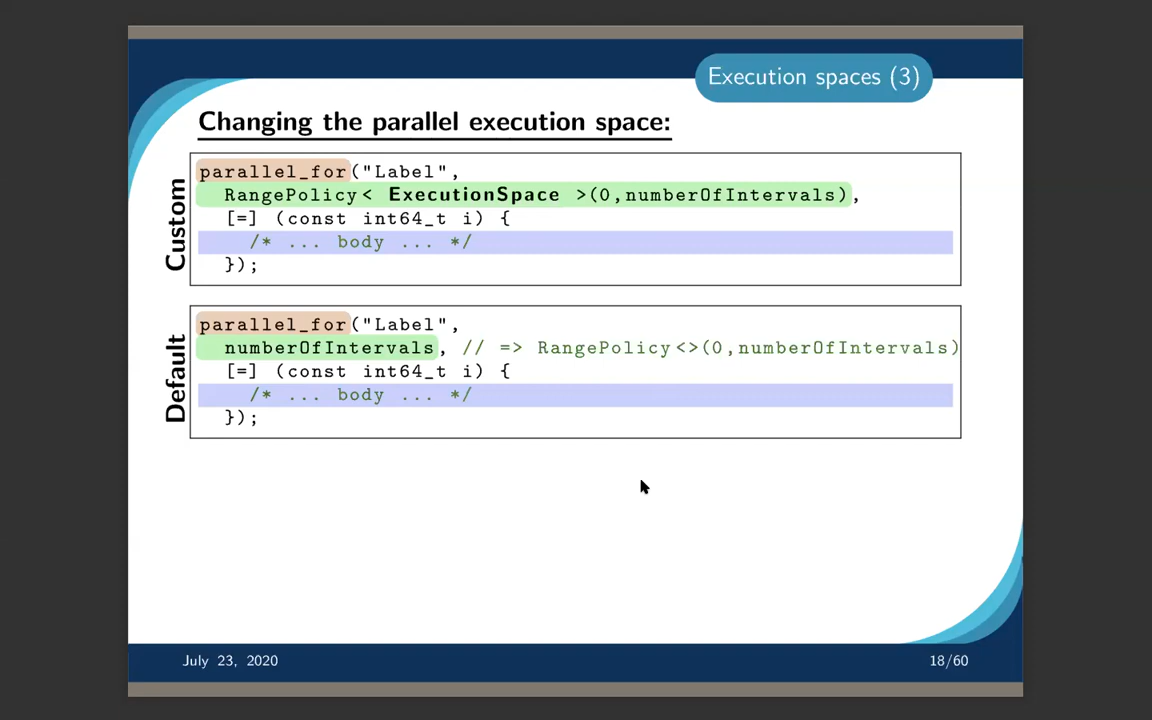 Execution spaces (3)
Changing the parallel execution space:
Custom
parallel_for("Label",
RangePolicy< ExecutionSpace >(0,numberOfIntervals),
[=] (const int64_t i) {
/* ... body ... */
});
Default
parallel_for("Label",
numberOfIntervals, // => RangePolicy<>(0,numberOfIntervals)
[=] (const int64_t i) {
/* ... body ... */
});
July 23, 2020
18/60